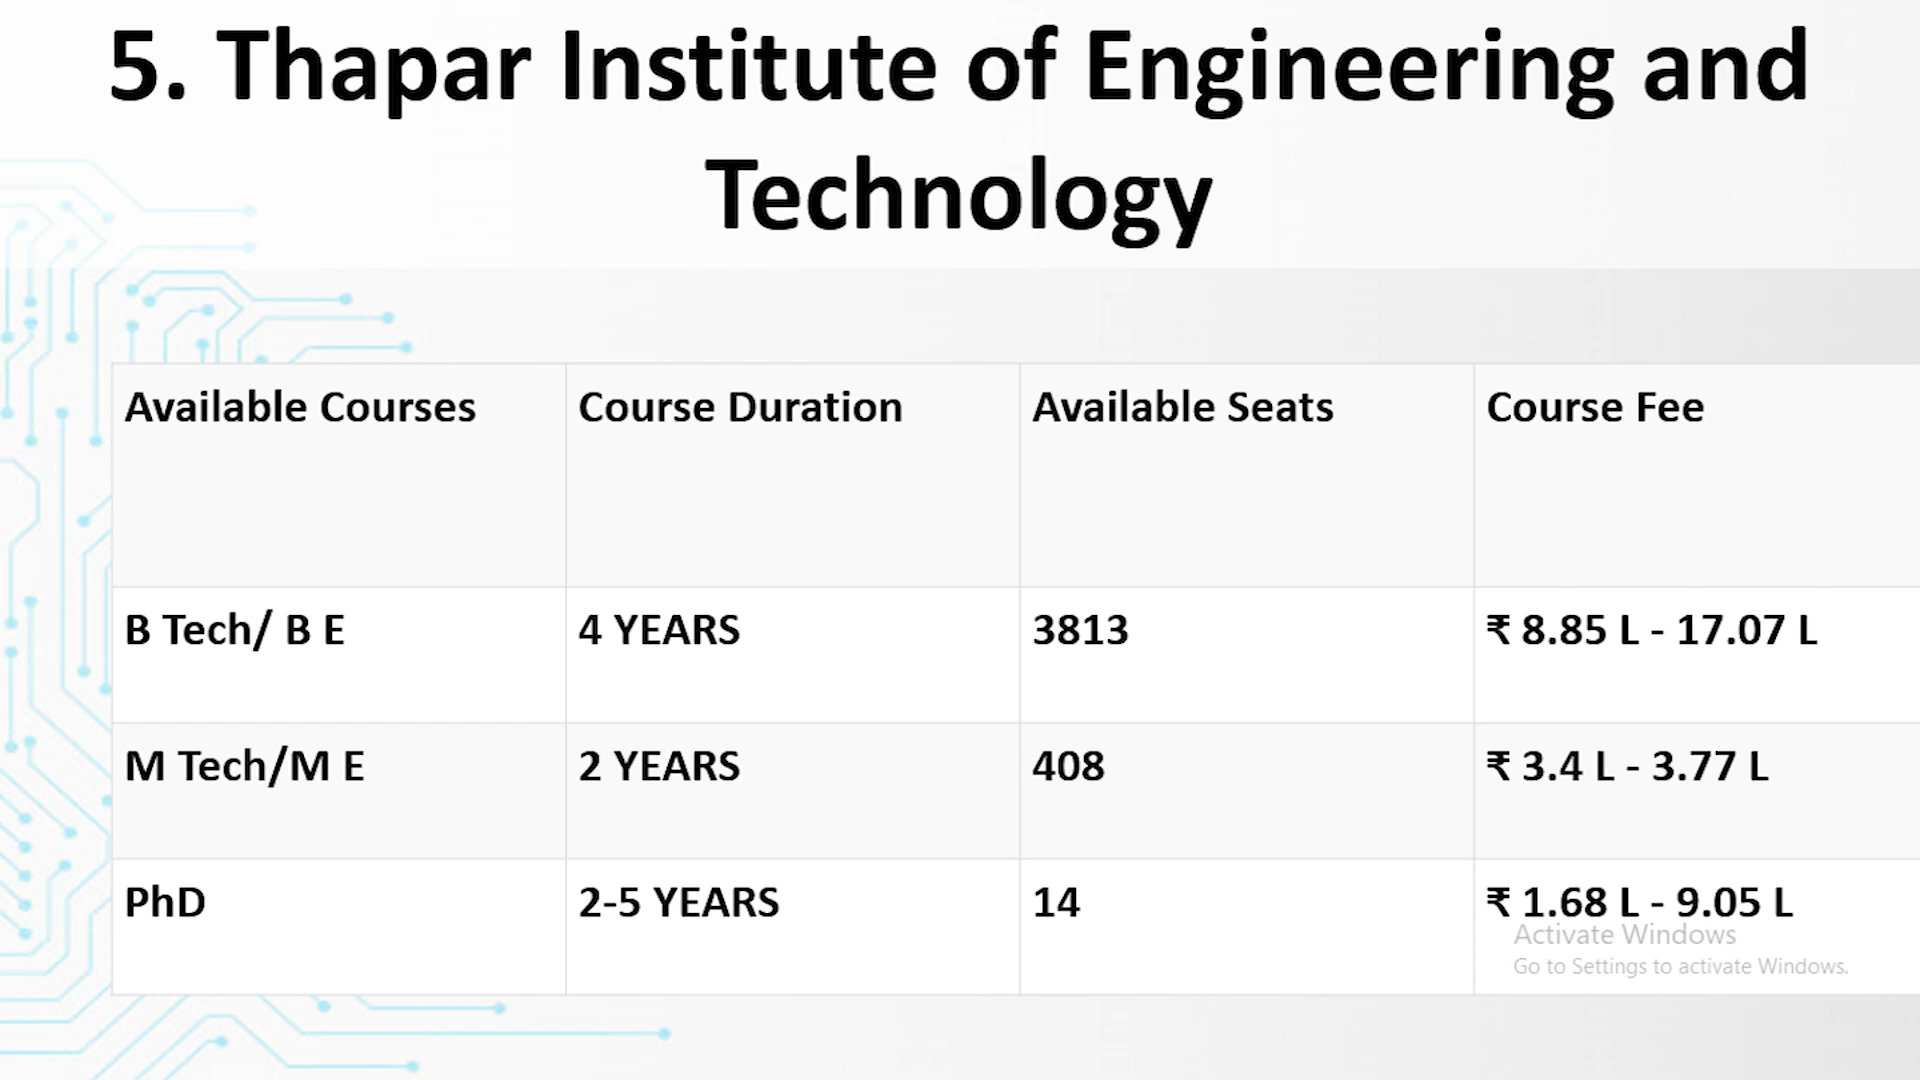 5. Thapar Institute of Engineering and
Technology
Available Courses Course Duration Available Seats Course Fee
B Tech/ B E 4 YEARS 3813 ₹ 8.85 L - 17.07 L
M Tech/M E 2 YEARS 408 ₹ 3.4 L - 3.77 L
PhD 2-5 YEARS 14 ₹ 1.68 L - 9.05 L
Activate Windows
Go to Settings to activate Windows.